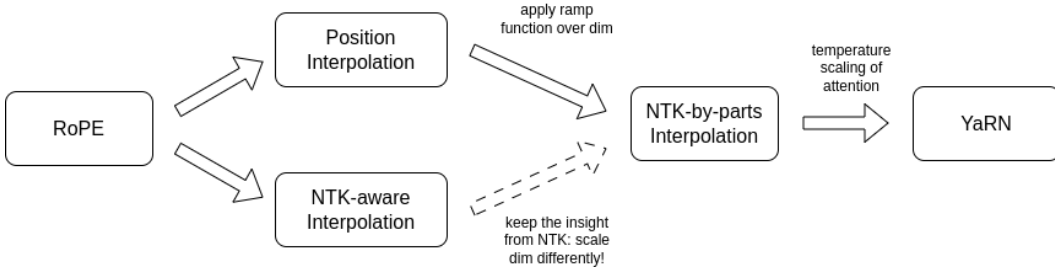 RoPE
Position
Interpolation
NTK-aware
Interpolation
apply ramp
function over dim
keep the insight
from NTK: scale
dim differently!
NTK-by-parts
Interpolation
temperature
scaling of
attention
YaRN